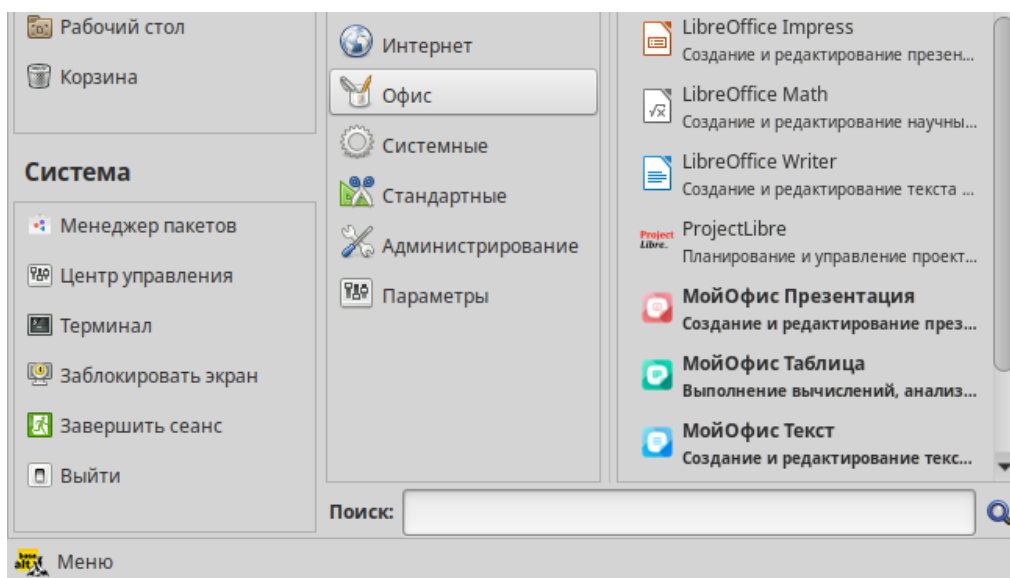 Рабочий стол
Корзина
Система
Менеджер пакетов
Центр управления
Терминал
Заблокировать экран
Завершить сеанс
Выйти
Интернет
Офис
Системные
Стандартные
Администрирование
Параметры
LibreOffice Impress
Создание и редактирование презен...
LibreOffice Math
Создание и редактирование научны...
LibreOffice Writer
Создание и редактирование текста ...
Project
Libre.
ProjectLibre
Планирование и управление проект...
МойОфис Презентация
Создание и редактирование през...
МойОфис Таблица
Выполнение вычислений, анализ...
МойОфис Текст
Создание и редактирование текс...
Поиск:
base
alt
Меню